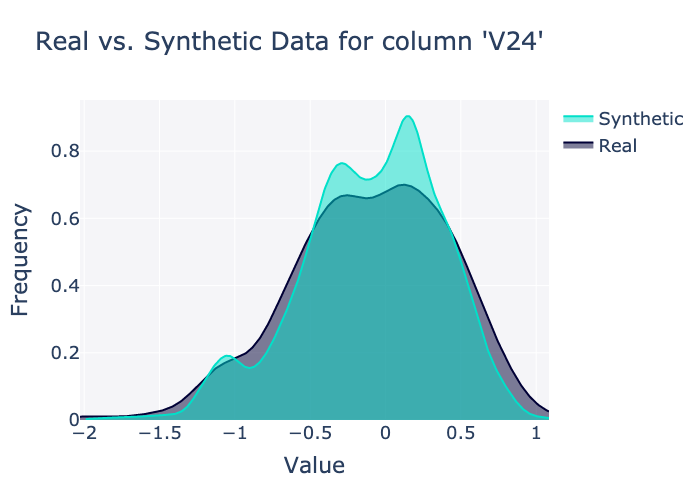 Real vs. Synthetic Data for column 'V24'
Synthetic
Real
0.8
0.6
0.4
0.2
0
Frequency
−2
−1.5
−1
−0.5
0
0.5
1
Value